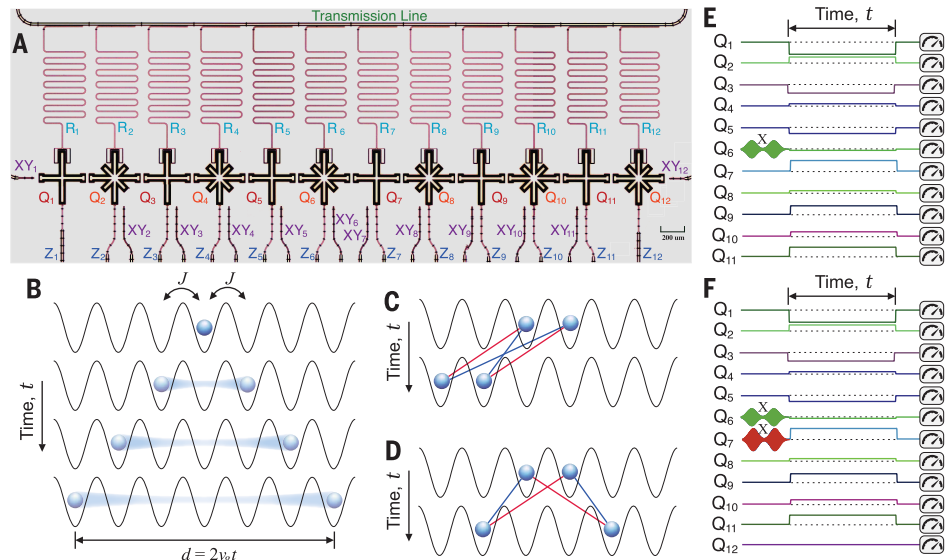 Transmission Line
A
R1 R2 R3 R4 R5 R6 R7 R8 R9 R10 R11 R12
XY1 XY12
Q1 Q2 Q3 Q4 Q5 Q6 Q7 Q8 Q9 Q10 Q11 Q12
XY2 XY3 XY4 XY5 XY6 XY7 XY8 XY9 XY10 XY11
200 um
Z1 Z2 Z3 Z4 Z5 Z6 Z7 Z8 Z9 Z10 Z11 Z12
B
J J
Time, t
d = 2vgt
C
Time, t
D
Time, t
E
Time, t
Q1
Q2
Q3
Q4
Q5
X
Q6
Q7
Q8
Q9
Q10
Q11
F
Time, t
Q1
Q2
Q3
Q4
Q5
X
Q6
X
Q7
Q8
Q9
Q10
Q11
Q12